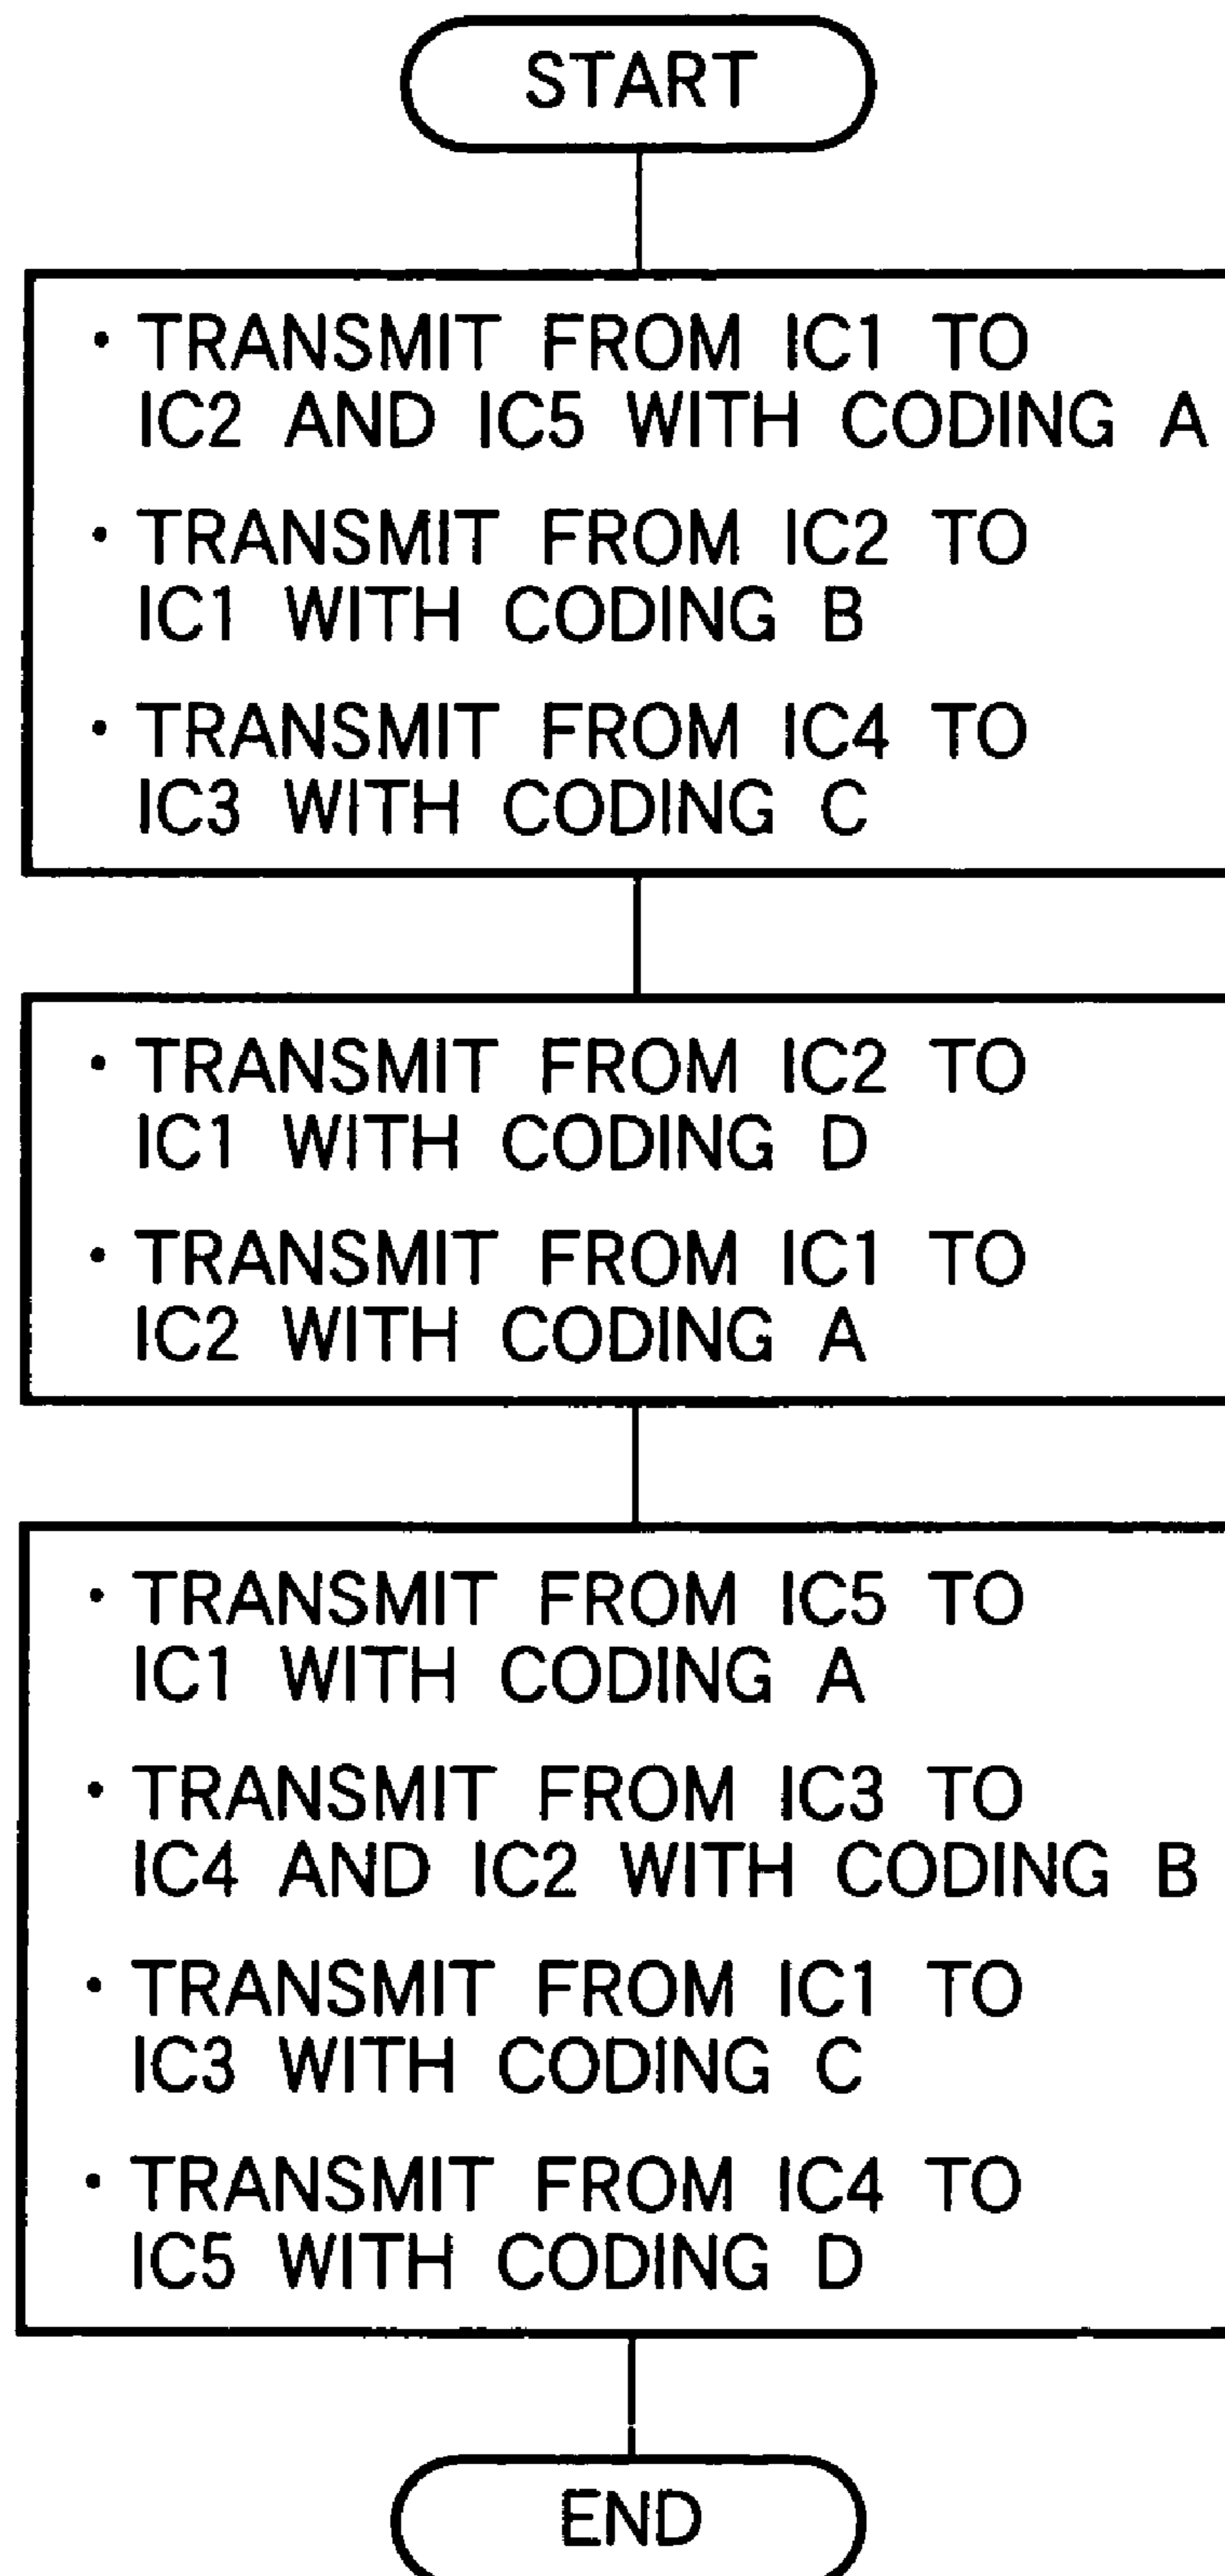 START
· TRANSMIT FROM IC1 TO
IC2 AND IC5 WITH CODING A
· TRANSMIT FROM IC2 TO
IC1 WITH CODING B
· TRANSMIT FROM IC4 TO
IC3 WITH CODING C
· TRANSMIT FROM IC2 TO
IC1 WITH CODING D
· TRANSMIT FROM IC1 TO
IC2 WITH CODING A
· TRANSMIT FROM IC5 TO
IC1 WITH CODING A
· TRANSMIT FROM IC3 TO
IC4 AND IC2 WITH CODING B
· TRANSMIT FROM IC1 TO
IC3 WITH CODING C
· TRANSMIT FROM IC4 TO
IC5 WITH CODING D
END